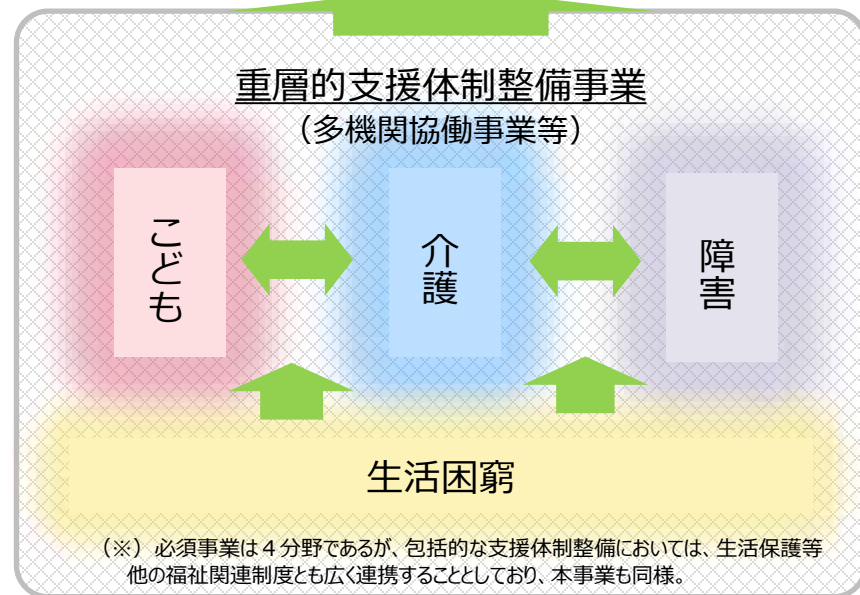 重層的支援体制整備事業
（多機関協働事業等）
こども
介護
障害
生活困窮
（※）必須事業は４分野であるが、包括的な支援体制整備においては、生活保護等
他の福祉関連制度とも広く連携することとしており、本事業も同様。